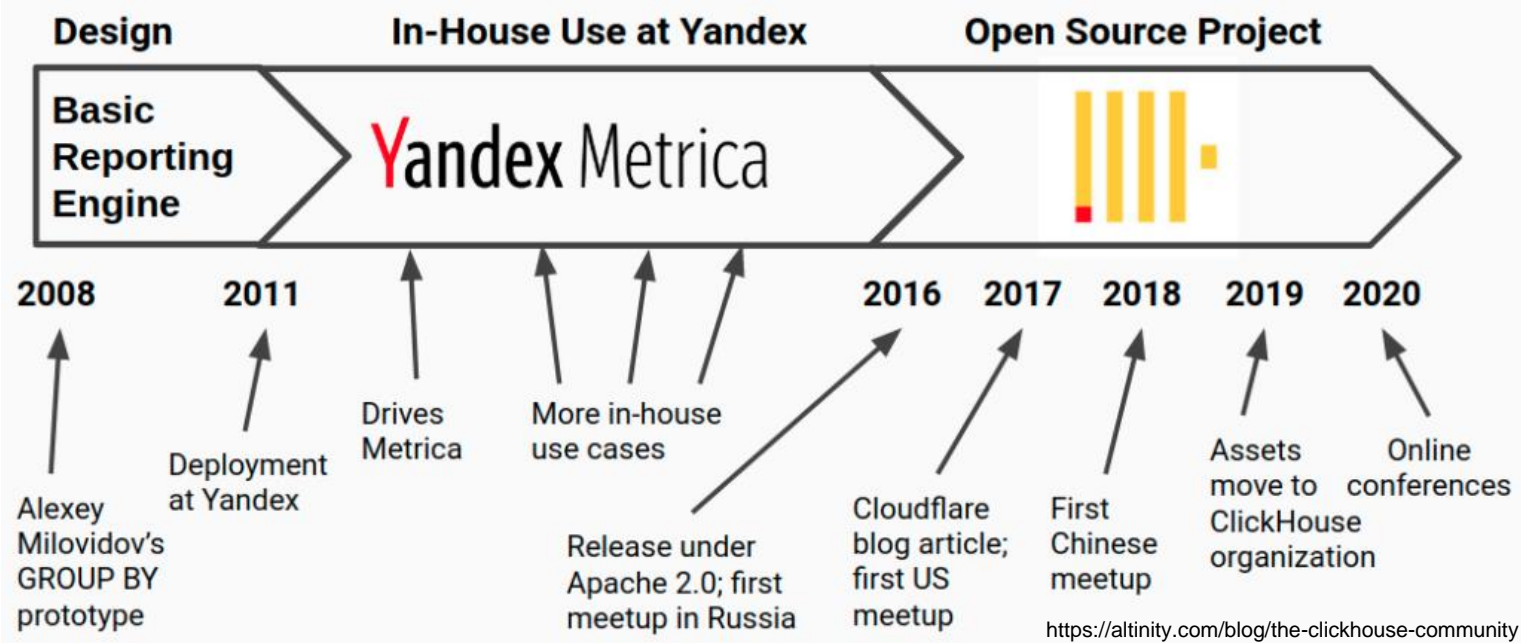 Design
In-House Use at Yandex
Open Source Project
Basic
Reporting
Engine
Yandex Metrica
2008
2011
2016
2017
2018
2019
2020
Alexey
Milovidov's
GROUP BY
prototype
Deployment
at Yandex
Drives
Metrica
More in-house
use cases
Release under
Apache 2.0; first
meetup in Russia
Cloudflare
blog article;
first US
meetup
First
Chinese
meetup
Assets
move to
ClickHouse
organization
Online
conferences
https://altinity.com/blog/the-clickhouse-community